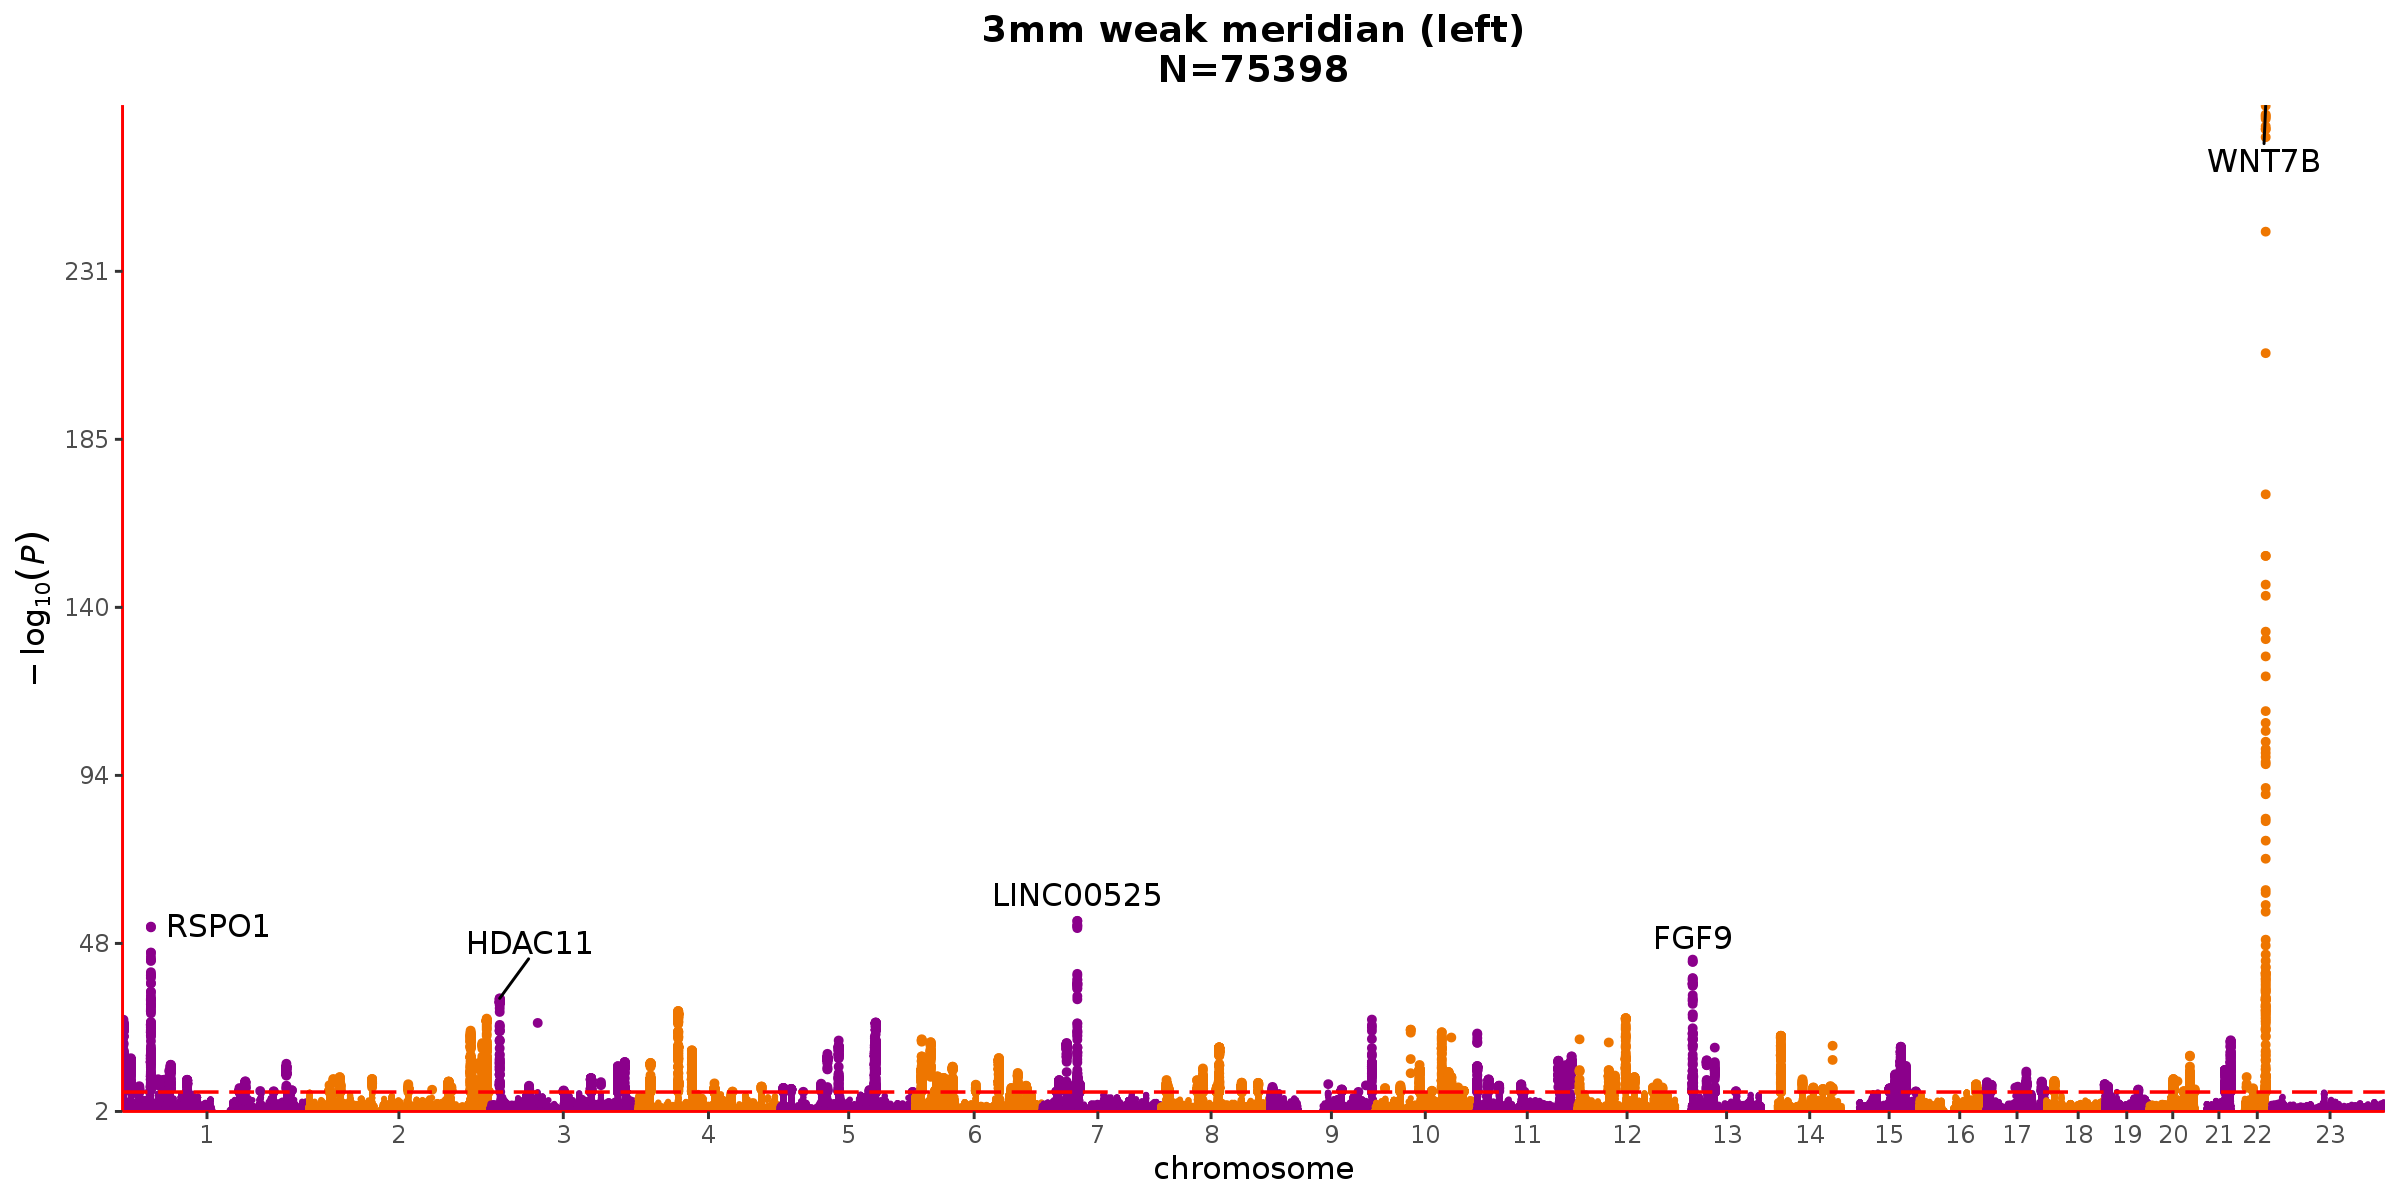 3mm weak meridian (left)
N=75398
WNT7B
231
185
140
94
48
2
−log10(P)
RSPO1
HDAC11
LINC00525
FGF9
1 2 3 4 5 6 7 8 9 10 11 12 13 14 15 16 17 18 19 20 21 22 23
chromosome